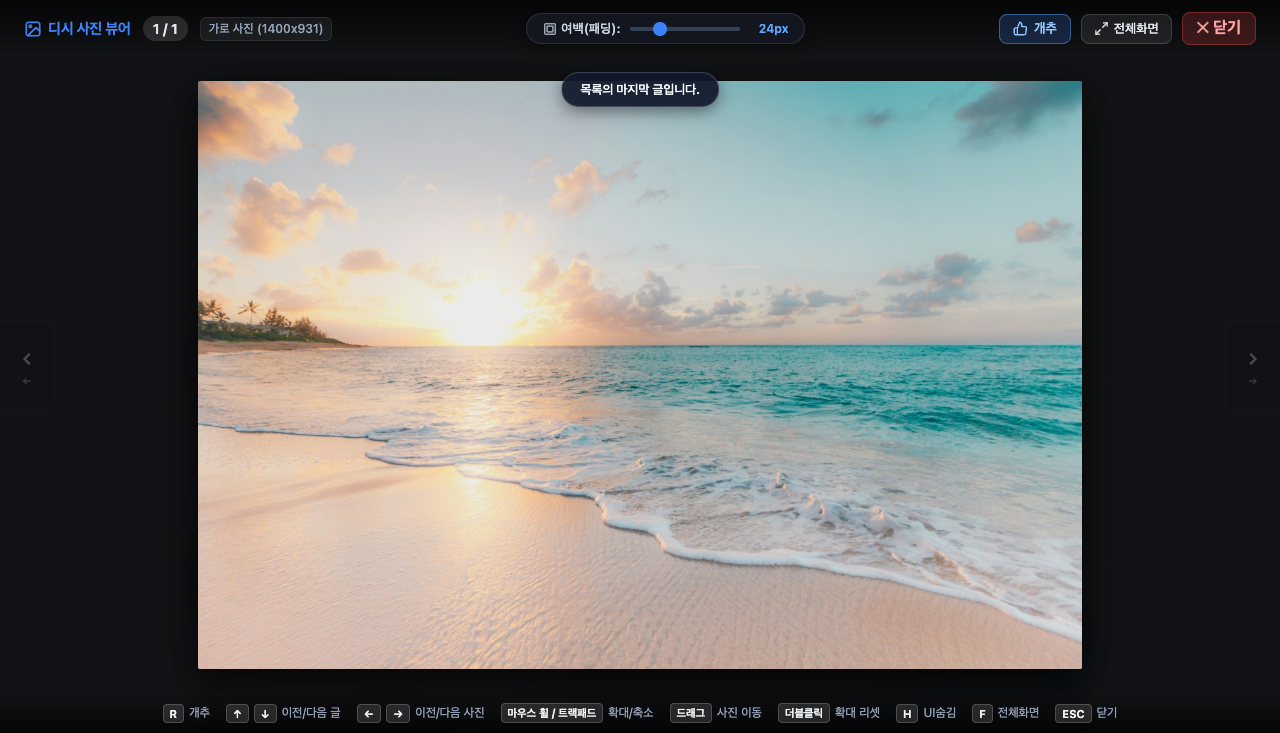 디시 사진 뷰어
1 / 1
가로 사진 (1400x931)
여백(패딩):
24px
개추
전체화면
닫기
목록의 마지막 글입니다.
R 개추
↑ ↓ 이전/다음 글
← → 이전/다음 사진
마우스 휠 / 트랙패드 확대/축소
드래그 사진 이동
더블클릭 확대 리셋
H UI숨김
F 전체화면
ESC 닫기